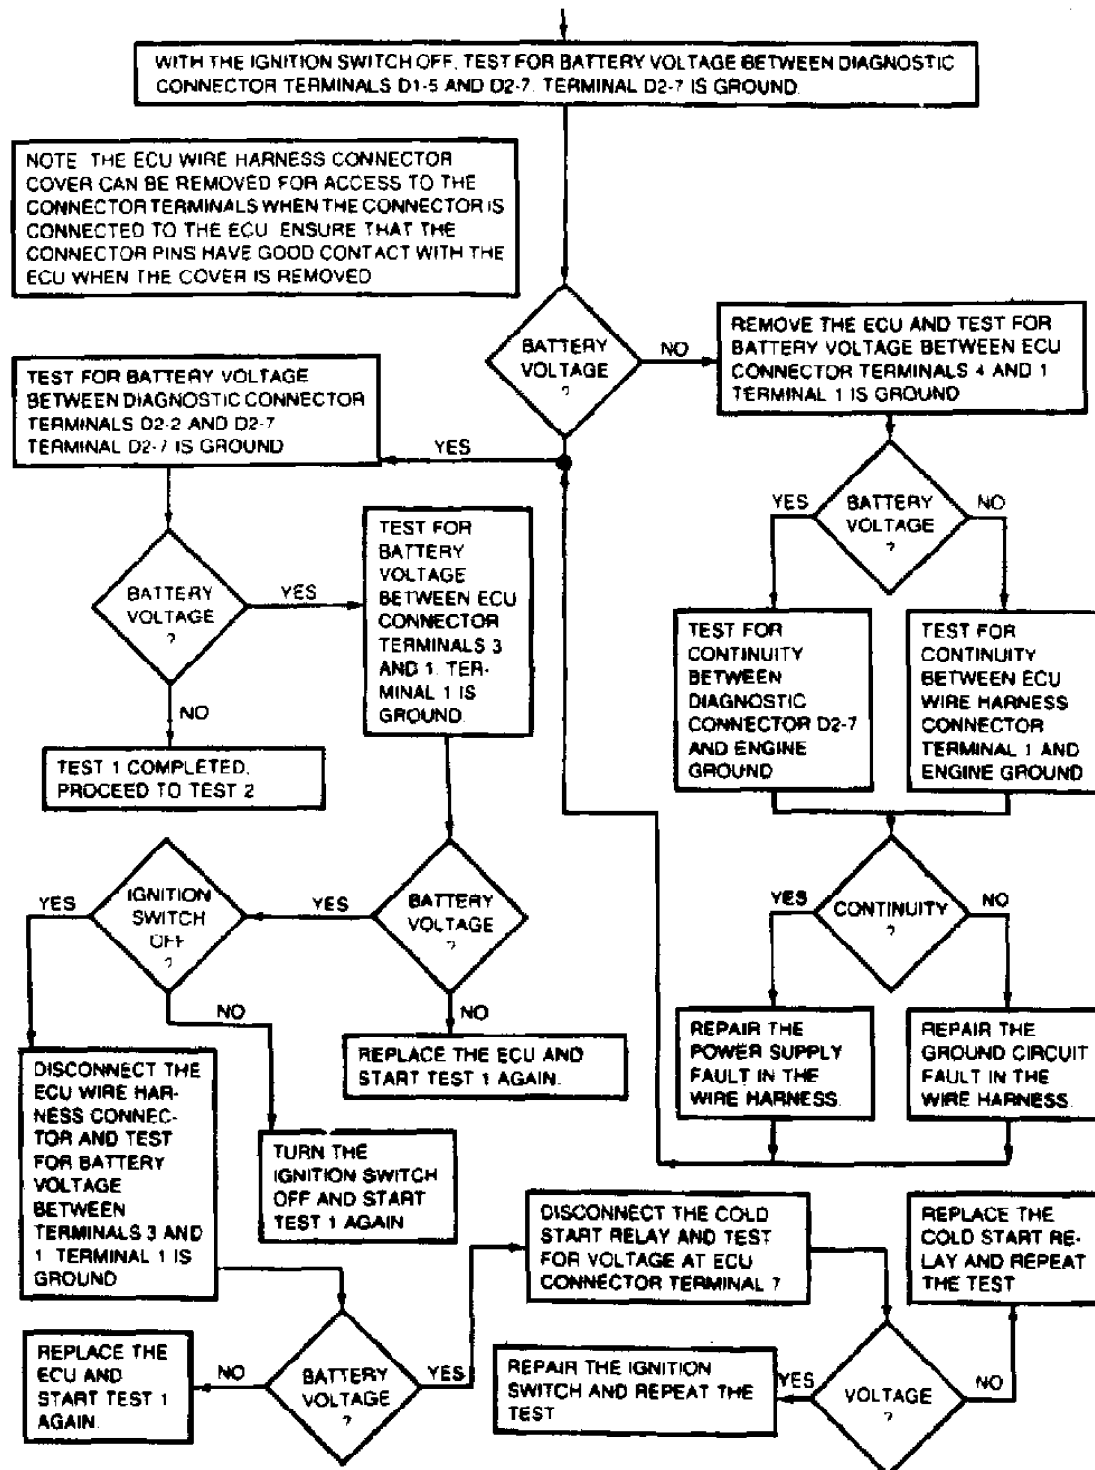 WITH THE IGNITION SWITCH OFF, TEST FOR BATTERY VOLTAGE BETWEEN DIAGNOSTIC
CONNECTOR TERMINALS D1-5 AND D2-7. TERMINAL D2-7 IS GROUND.
NOTE THE ECU WIRE HARNESS CONNECTOR
COVER CAN BE REMOVED FOR ACCESS TO THE
CONNECTOR TERMINALS WHEN THE CONNECTOR IS
CONNECTED TO THE ECU ENSURE THAT THE
CONNECTOR PINS HAVE GOOD CONTACT WITH THE
ECU WHEN THE COVER IS REMOVED
BATTERY
VOLTAGE
?
NO
REMOVE THE ECU AND TEST FOR
BATTERY VOLTAGE BETWEEN ECU
CONNECTOR TERMINALS 4 AND 1
TERMINAL 1 IS GROUND
TEST FOR BATTERY VOLTAGE
BETWEEN DIAGNOSTIC CONNECTOR
TERMINALS D2-2 AND D2-7
TERMINAL D2-7 IS GROUND
YES
BATTERY
VOLTAGE
?
YES
NO
BATTERY
VOLTAGE
?
YES
NO
TEST FOR
BATTERY
VOLTAGE
BETWEEN ECU
CONNECTOR
TERMINALS 3
AND 1. TER-
MINAL 1 IS
GROUND.
TEST FOR
CONTINUITY
BETWEEN
DIAGNOSTIC
CONNECTOR D2-7
AND ENGINE
GROUND
TEST FOR
CONTINUITY
BETWEEN ECU
WIRE HARNESS
CONNECTOR
TERMINAL 1 AND
ENGINE GROUND
TEST 1 COMPLETED,
PROCEED TO TEST 2
YES
IGNITION
SWITCH
OFF
?
NO
YES
BATTERY
VOLTAGE
?
NO
YES
CONTINUITY
?
NO
REPLACE THE ECU AND
START TEST 1 AGAIN.
REPAIR THE
POWER SUPPLY
FAULT IN THE
WIRE HARNESS.
REPAIR THE
GROUND CIRCUIT
FAULT IN THE
WIRE HARNESS.
DISCONNECT THE
ECU WIRE HAR-
NESS CONNEC-
TOR AND TEST
FOR BATTERY
VOLTAGE
BETWEEN
TERMINALS 3 AND
1 TERMINAL 1 IS
GROUND
TURN THE
IGNITION SWITCH
OFF AND START
TEST 1 AGAIN
DISCONNECT THE COLD
START RELAY AND TEST
FOR VOLTAGE AT ECU
CONNECTOR TERMINAL ?
REPLACE THE
COLD START RE-
LAY AND REPEAT
THE TEST
REPLACE THE
ECU AND
START TEST 1
AGAIN.
NO
BATTERY
VOLTAGE
?
YES
REPAIR THE IGNITION
SWITCH AND REPEAT THE
TEST
YES
VOLTAGE
?
NO